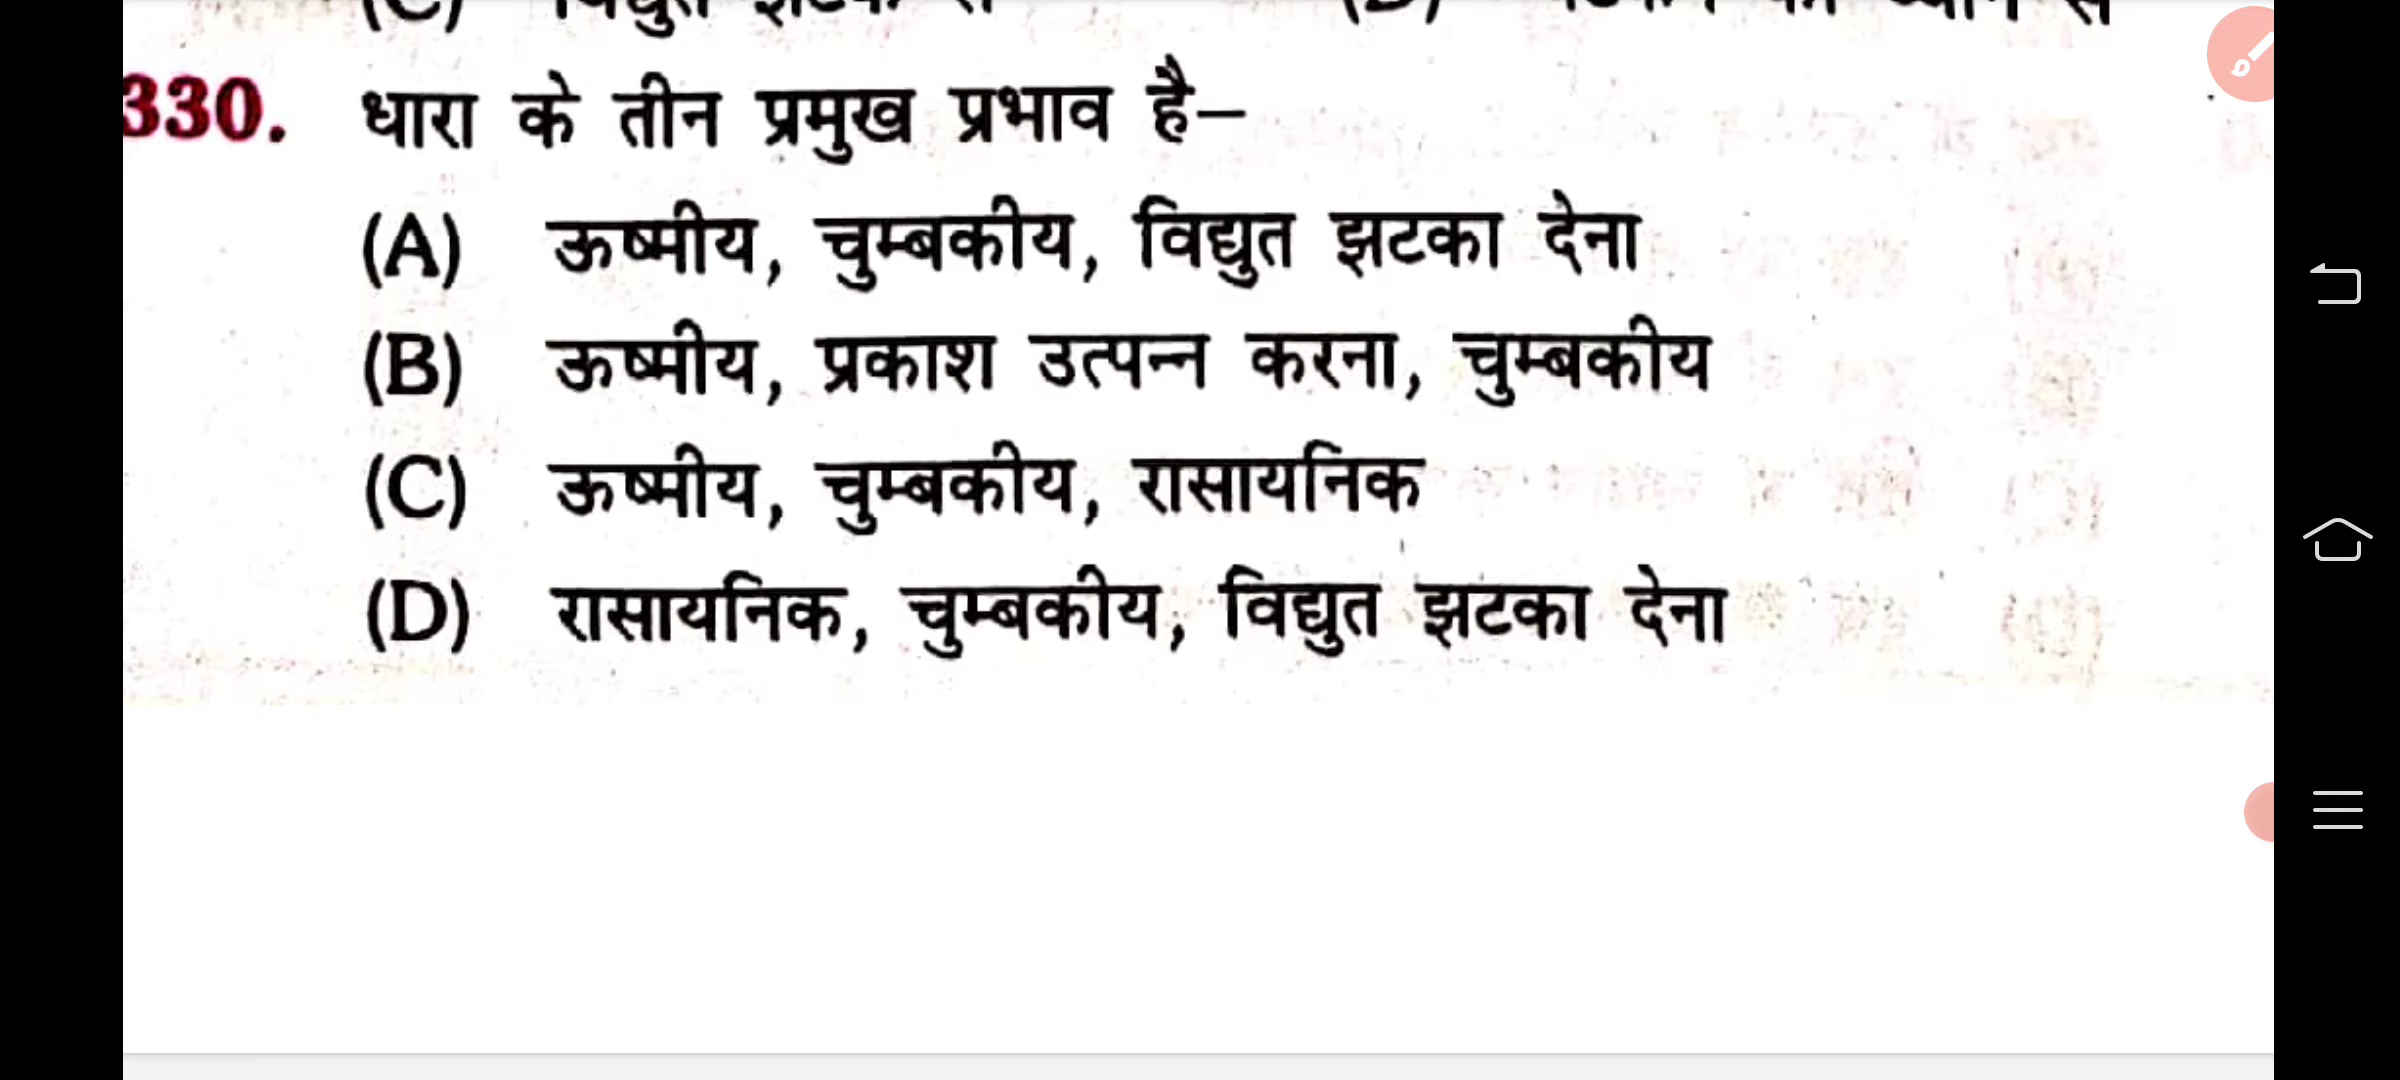 330. धारा के तीन प्रमुख प्रभाव है–
(A) ऊष्मीय, चुम्बकीय, विद्युत झटका देना
(B) ऊष्मीय, प्रकाश उत्पन्न करना, चुम्बकीय
(C) ऊष्मीय, चुम्बकीय, रासायनिक
(D) रासायनिक, चुम्बकीय, विद्युत झटका देना